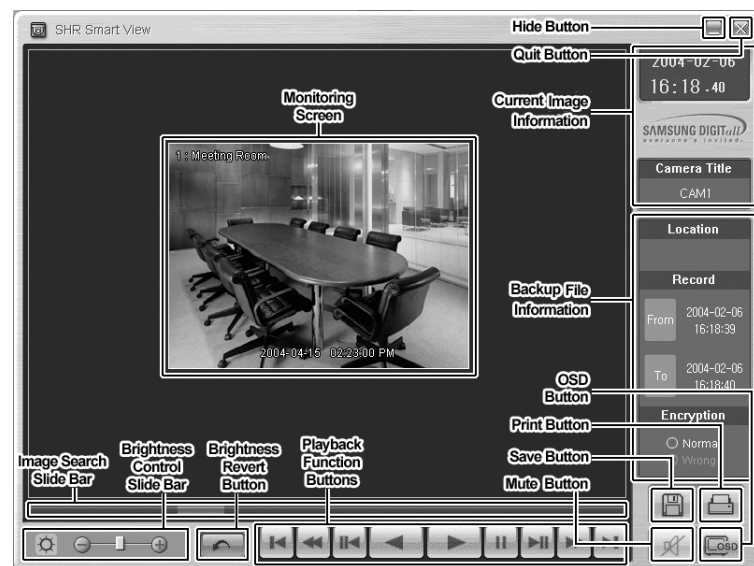 SHR Smart View
Hide Button
Quit Button
2004-02-06
16:18.40
Current Image
Information
SAMSUNG DIGITall
everyone's invited.
Camera Title
CAM1
Monitoring
Screen
1 : Meeting Room
2004-04-15 02:23:00 PM
Location
Record
Backup File
Information
From
2004-02-06
16:18:39
To
2004-02-06
16:18:40
OSD
Button
Encryption
Print Button
Normal
Wrong
Save Button
Mute Button
Image Search
Slide Bar
Brightness
Control
Slide Bar
Brightness
Revert
Button
Playback
Function
Buttons
OSD